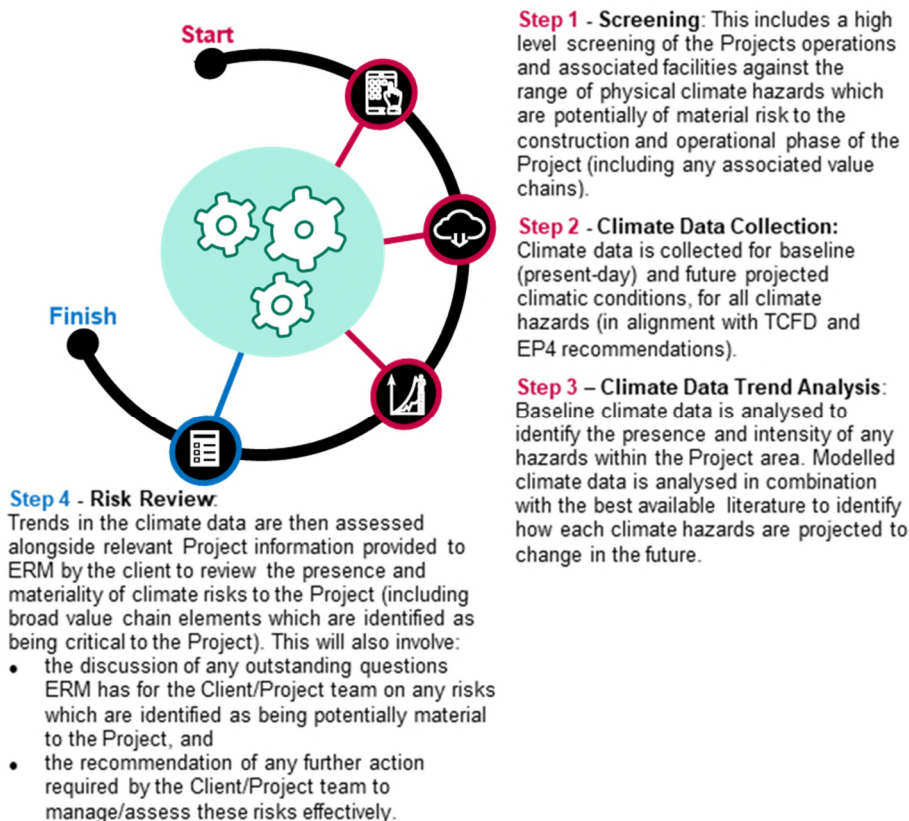 Start
Finish
Step 1 - Screening: This includes a high
level screening of the Projects operations
and associated facilities against the
range of physical climate hazards which
are potentially of material risk to the
construction and operational phase of the
Project (including any associated value
chains).
Step 2 - Climate Data Collection:
Climate data is collected for baseline
(present-day) and future projected
climatic conditions, for all climate
hazards (in alignment with TCFD and
EP4 recommendations).
Step 3 – Climate Data Trend Analysis:
Baseline climate data is analysed to
identify the presence and intensity of any
hazards within the Project area. Modelled
climate data is analysed in combination
with the best available literature to identify
how each climate hazards are projected to
change in the future.
Step 4 - Risk Review:
Trends in the climate data are then assessed
alongside relevant Project information provided to
ERM by the client to review the presence and
materiality of climate risks to the Project (including
broad value chain elements which are identified as
being critical to the Project). This will also involve:
• the discussion of any outstanding questions
ERM has for the Client/Project team on any risks
which are identified as being potentially material
to the Project, and
• the recommendation of any further action
required by the Client/Project team to
manage/assess these risks effectively.